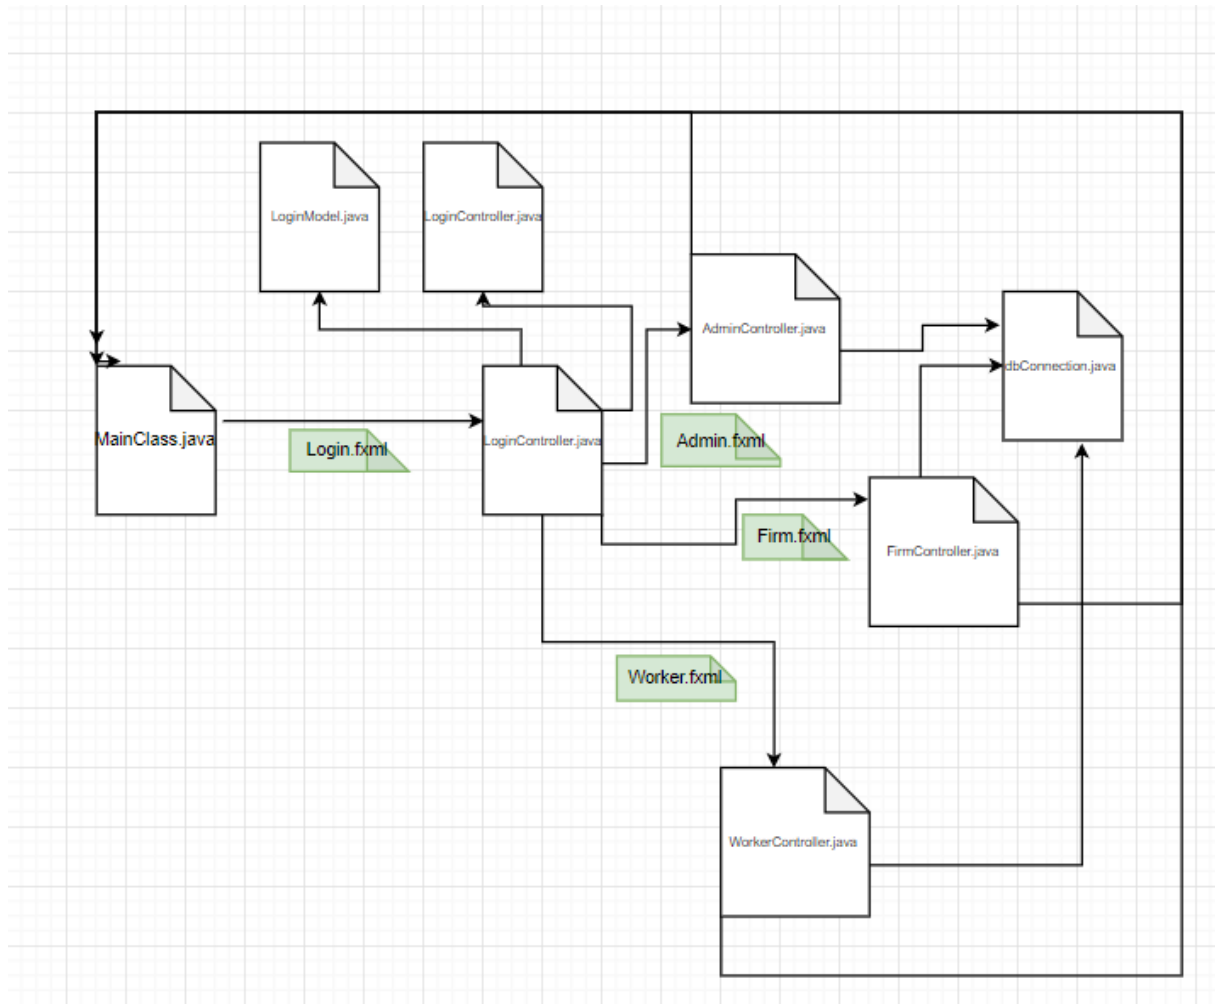 LoginModel.java
LoginController.java
AdminController.java
dbConnection.java
MainClass.java
Login.fxml
LoginController.java
Admin.fxml
Firm.fxml
FirmController.java
Worker.fxml
WorkerController.java